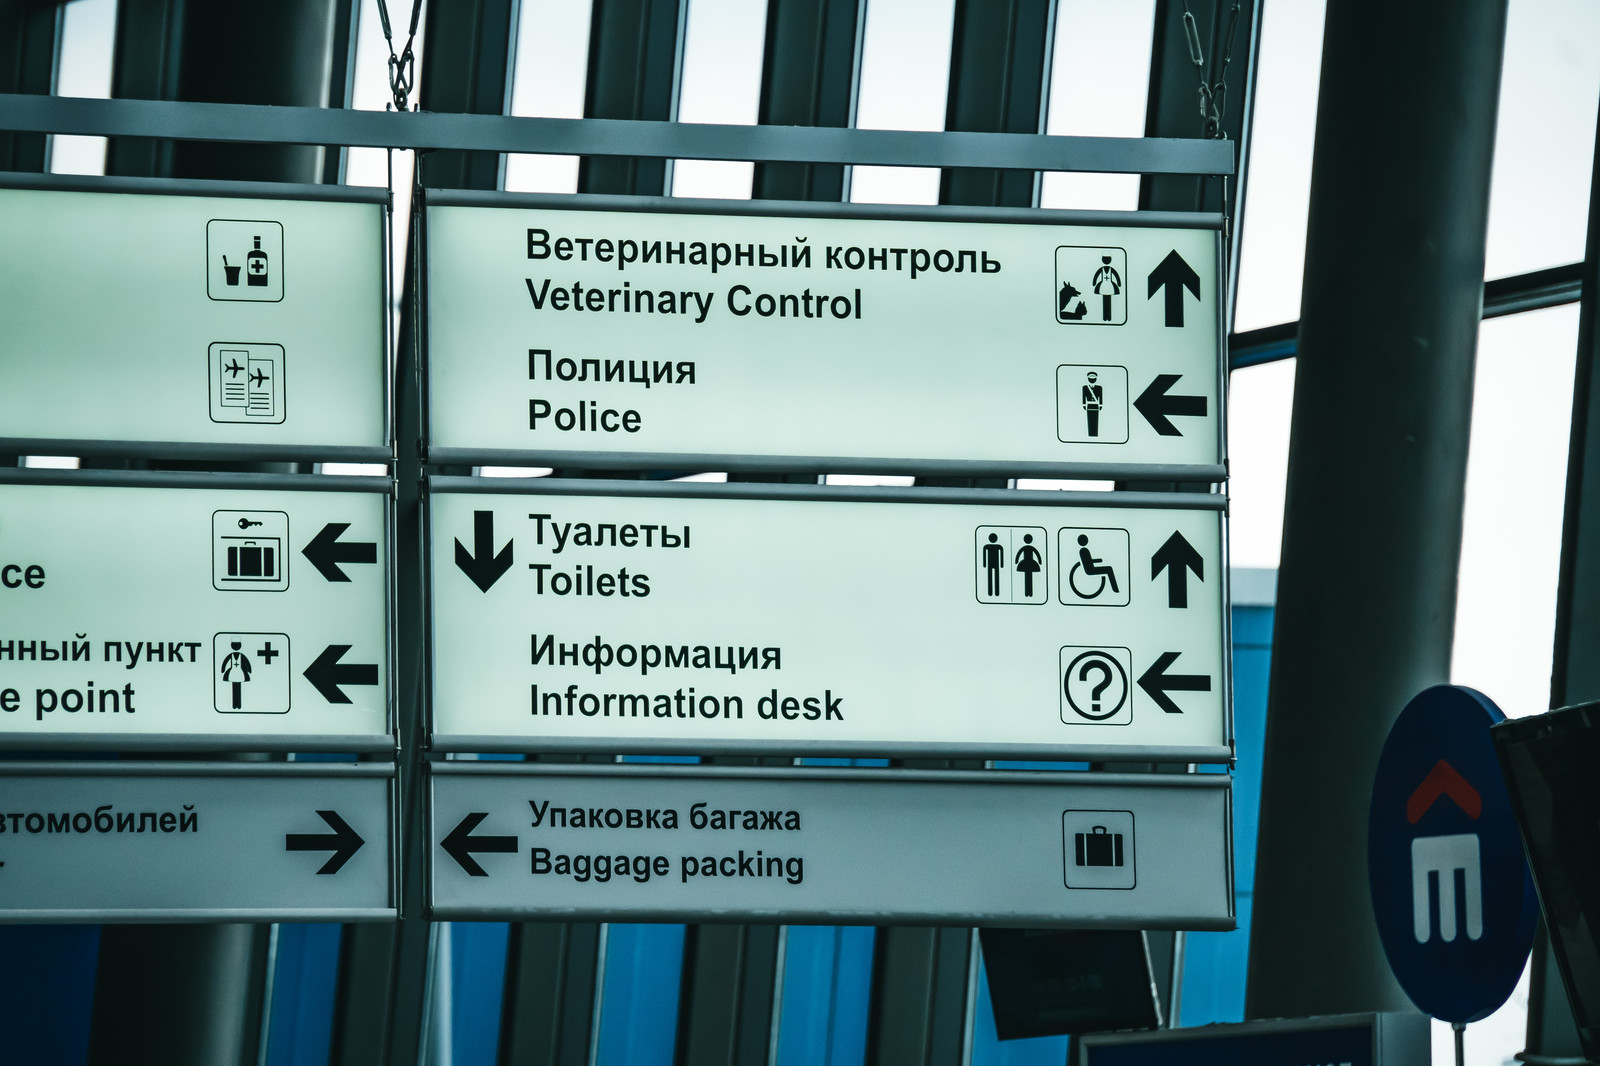 ce
нный пункт
e point
втомобилей
Ветеринарный контроль
Veterinary Control
Полиция
Police
Туалеты
Toilets
Информация
Information desk
Упаковка багажа
Baggage packing